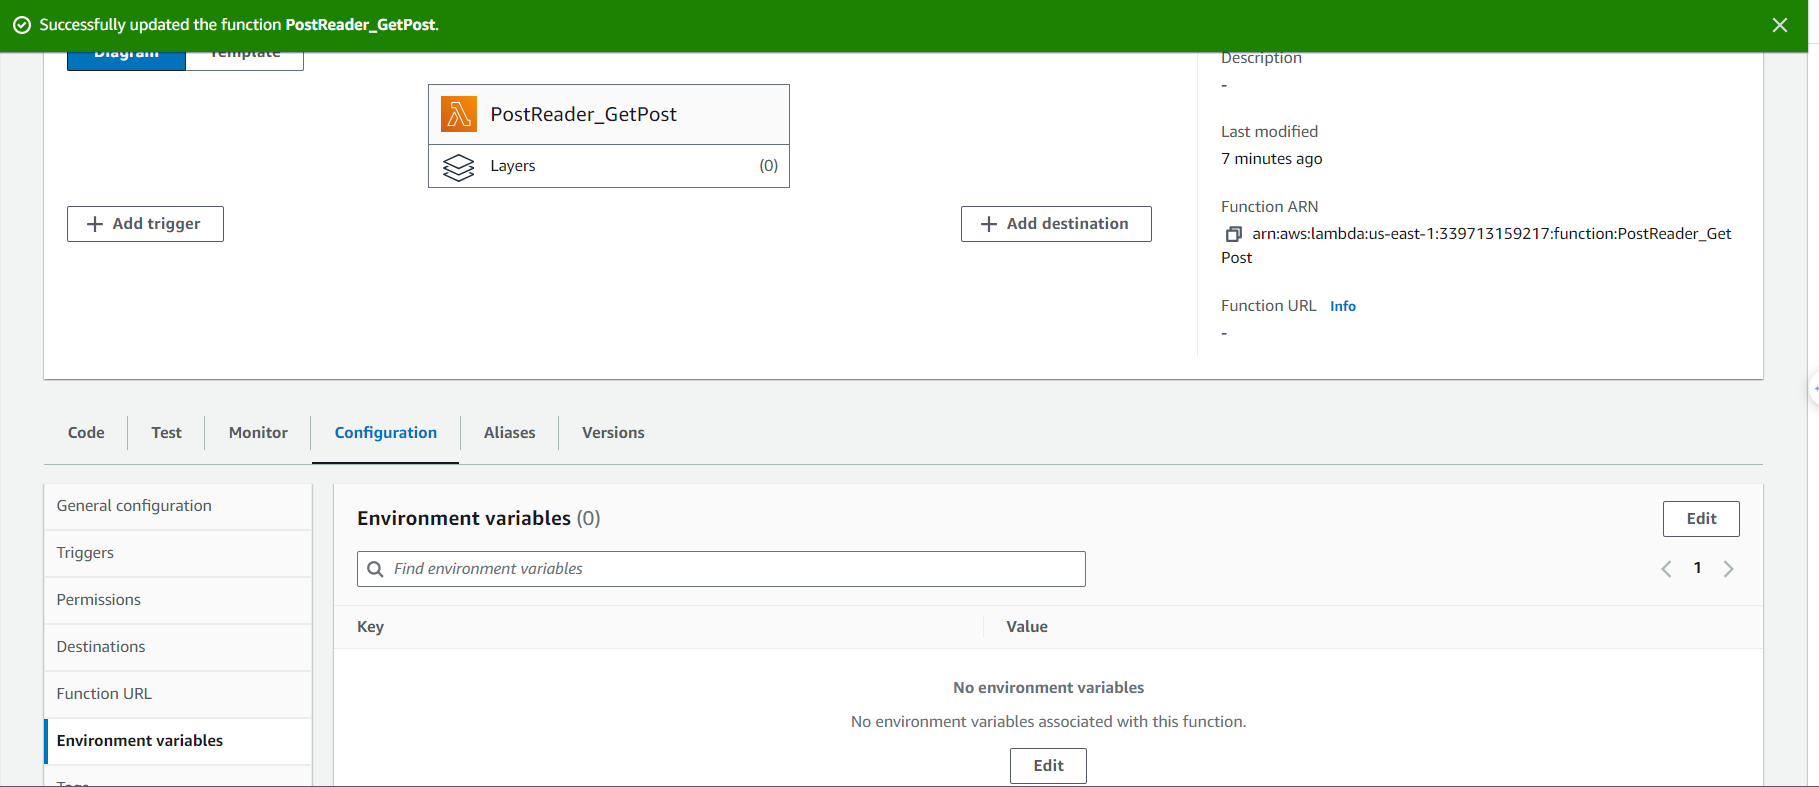 Successfully updated the function PostReader_GetPost.
Diagram
Template
Description
-
PostReader_GetPost
Layers
(0)
Last modified
7 minutes ago
+ Add trigger
+ Add destination
Function ARN
arn:aws:lambda:us-east-1:339713159217:function:PostReader_Get
Post
Function URL Info
-
Code
Test
Monitor
Configuration
Aliases
Versions
General configuration
Triggers
Permissions
Destinations
Function URL
Environment variables
Tags
Environment variables (0)
Edit
Find environment variables
1
Key
Value
No environment variables
No environment variables associated with this function.
Edit